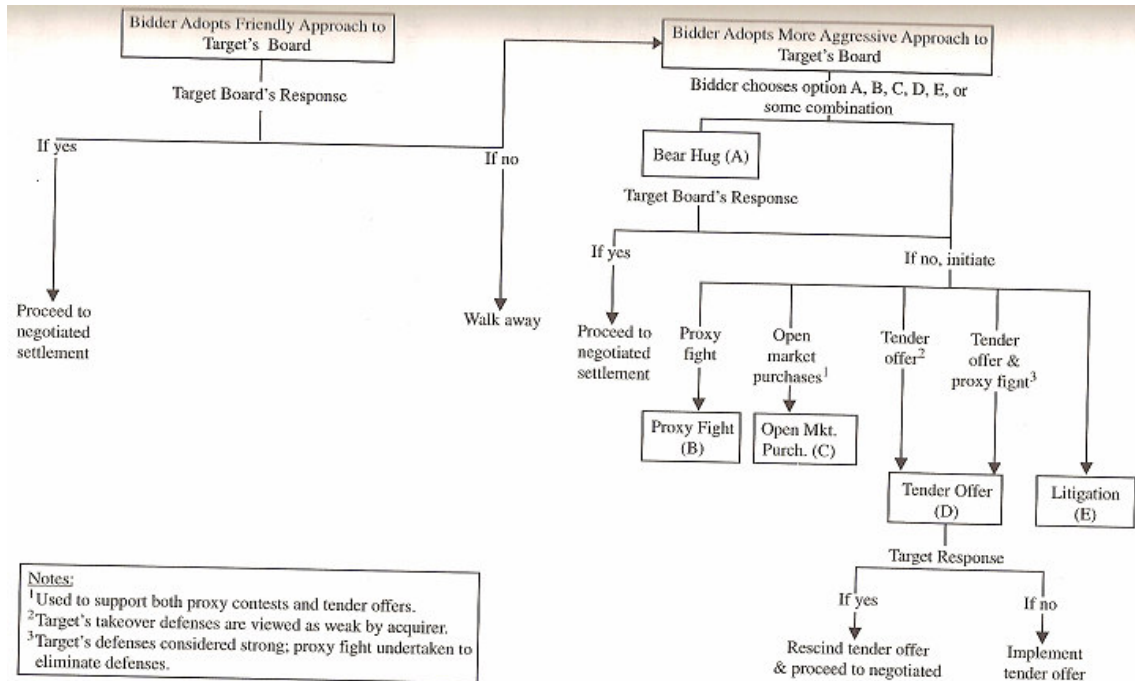 Bidder Adopts Friendly Approach to
Target's Board
Target Board's Response
If yes
If no
Proceed to
negotiated
settlement
Walk away
Bidder Adopts More Aggressive Approach to
Target's Board
Bidder chooses option A, B, C, D, E, or
some combination
Bear Hug (A)
Target Board's Response
If yes
If no, initiate
Proceed to
negotiated
settlement
Proxy
fight
Open
market
purchases1
Tender
offer2
Tender
offer &
proxy fight3
Proxy Fight
(B)
Open Mkt.
Purch. (C)
Tender Offer
(D)
Litigation
(E)
Target Response
If yes
If no
Rescind tender offer
& proceed to negotiated
Implement
tender offer
Notes:
1Used to support both proxy contests and tender offers.
2Target's takeover defenses are viewed as weak by acquirer.
3Target's defenses considered strong; proxy fight undertaken to
eliminate defenses.